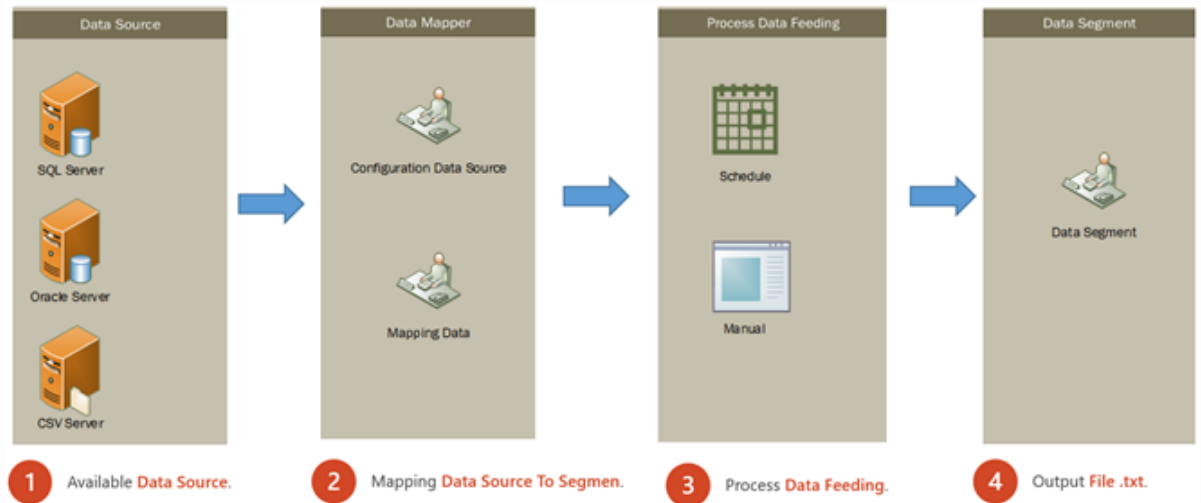 Data Source
SQL Server
Oracle Server
CSV Server
Data Mapper
Configuration Data Source
Mapping Data
Process Data Feeding
Schedule
Manual
Data Segment
Data Segment
1 Available Data Source.
2 Mapping Data Source To Segmen.
3 Process Data Feeding.
4 Output File .txt.